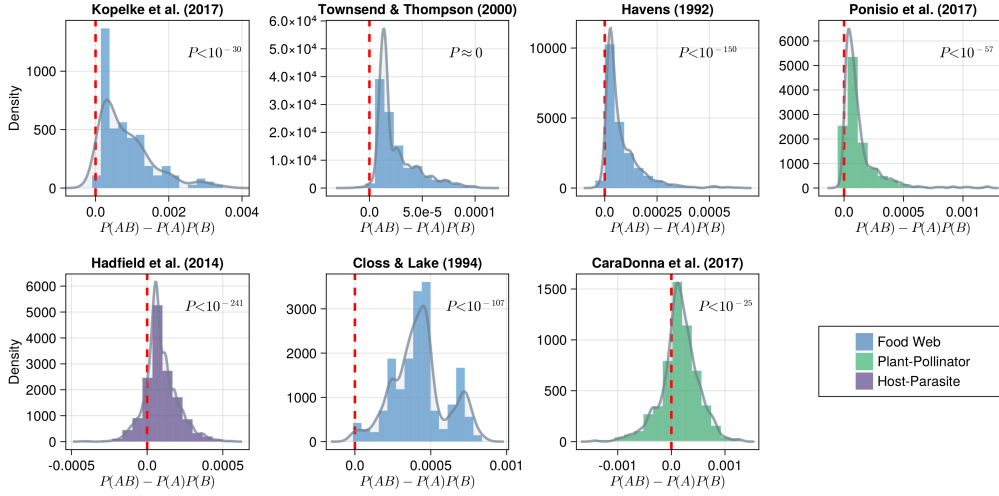 Kopelke et al. (2017)
Townsend & Thompson (2000)
Havens (1992)
Ponisio et al. (2017)
Density
1000
500
0
P<10⁻³⁰
0.0 0.002 0.004
P(AB) − P(A)P(B)
6.0×10⁴
5.0×10⁴
4.0×10⁴
3.0×10⁴
2.0×10⁴
1.0×10⁴
0
P≈0
0.0 5.0e-5 0.0001
P(AB) − P(A)P(B)
10000
5000
0
P<10⁻¹⁵⁰
0.0 0.00025 0.0005
P(AB) − P(A)P(B)
6000
5000
4000
3000
2000
1000
0
P<10⁻⁵⁷
0.0 0.0005 0.001
P(AB) − P(A)P(B)
Hadfield et al. (2014)
Closs & Lake (1994)
CaraDonna et al. (2017)
Density
6000
5000
4000
3000
2000
1000
0
P<10⁻²⁴¹
-0.0005 0.0 0.0005
P(AB) − P(A)P(B)
3000
2000
1000
0
P<10⁻¹⁰⁷
0.0 0.0005 0.001
P(AB) − P(A)P(B)
1500
1000
500
0
P<10⁻²⁵
-0.001 0.0 0.001
P(AB) − P(A)P(B)
Food Web
Plant-Pollinator
Host-Parasite